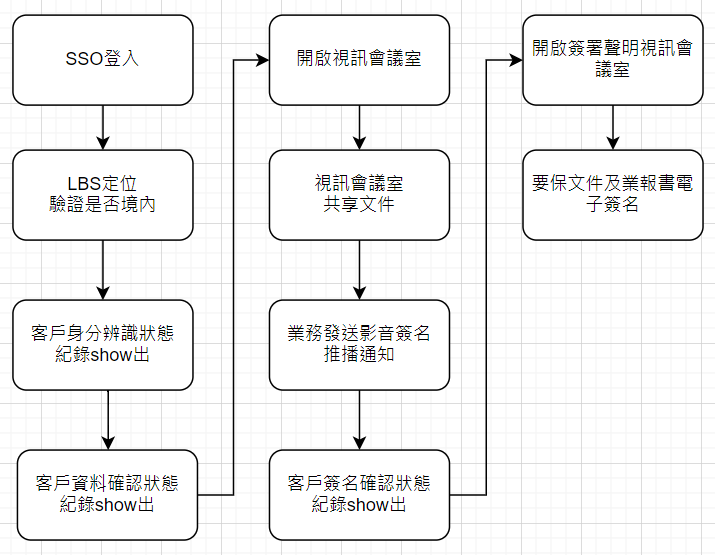 SSO登入
LBS定位
驗證是否境內
客戶身分辨識狀態
紀錄show出
客戶資料確認狀態
紀錄show出
開啟視訊會議室
視訊會議室
共享文件
業務發送影音簽名
推播通知
客戶簽名確認狀態
紀錄show出
開啟簽署聲明視訊會
議室
要保文件及業報書電
子簽名